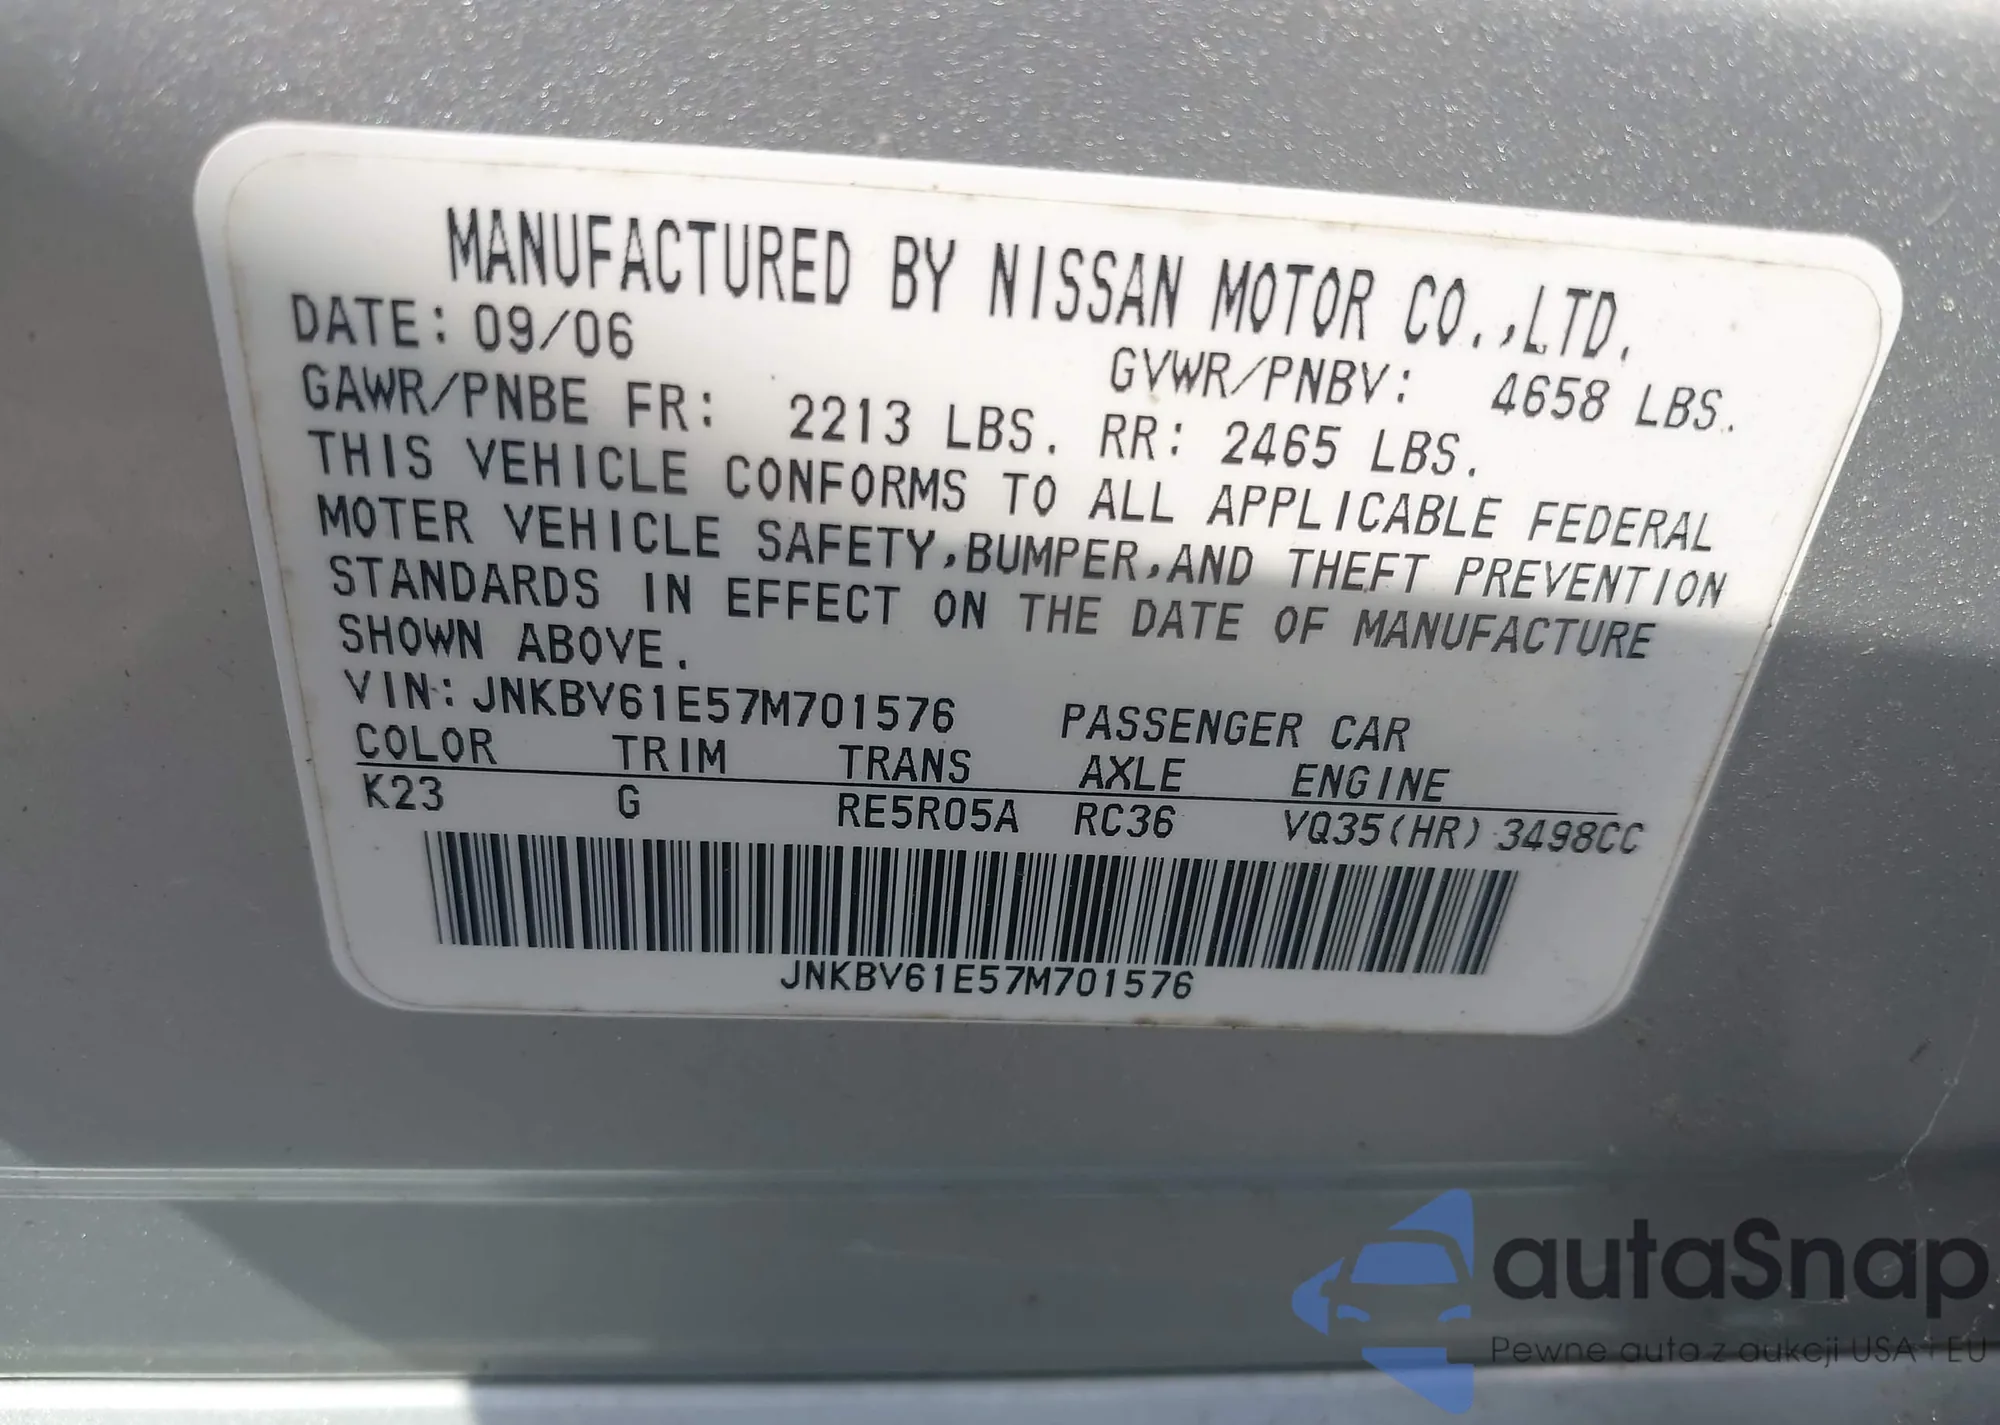 MANUFACTURED BY NISSAN MOTOR CO.,LTD.
DATE: 09/06 GVWR/PNBV: 4658 LBS.
GAWR/PNBE FR: 2213 LBS. RR: 2465 LBS.
THIS VEHICLE CONFORMS TO ALL APPLICABLE FEDERAL
MOTER VEHICLE SAFETY,BUMPER,AND THEFT PREVENTION
STANDARDS IN EFFECT ON THE DATE OF MANUFACTURE
SHOWN ABOVE.
VIN: JNKBV61E57M701576 PASSENGER CAR
COLOR TRIM TRANS AXLE ENGINE
K23 G RE5R05A RC36 VQ35(HR) 3498CC
JNKBV61E57M701576
autaSnap
Pewne auta z aukcji USA i EU